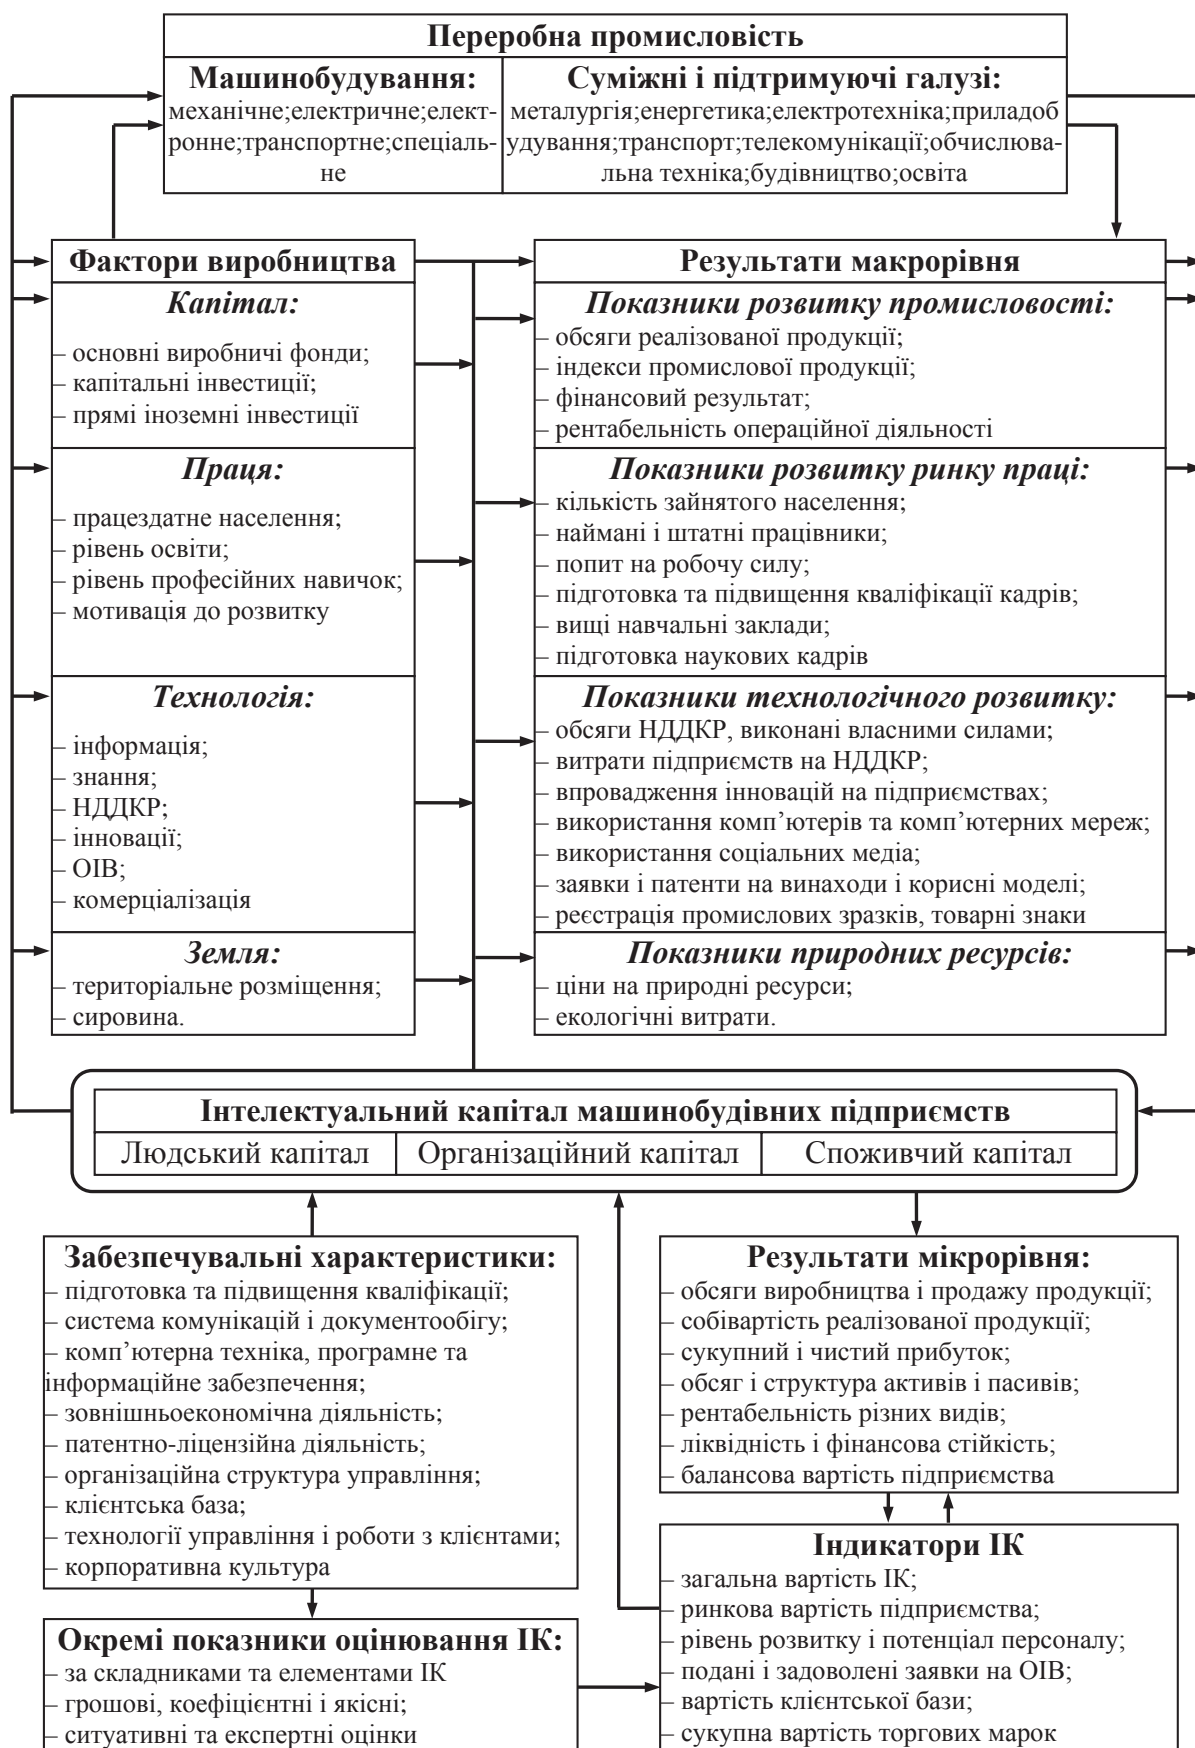 Переробна промисловість
Машинобудування:
механічне;електричне;елект-
ронне;транспортне;спеціаль-
не
Суміжні і підтримуючі галузі:
металургія;енергетика;електротехніка;приладоб
удування;транспорт;телекомунікації;обчислюва-
льна техніка;будівництво;освіта
Фактори виробництва
Капітал:
– основні виробничі фонди;
– капітальні інвестиції;
– прямі іноземні інвестиції
Праця:
– працездатне населення;
– рівень освіти;
– рівень професійних навичок;
– мотивація до розвитку
Технологія:
– інформація;
– знання;
– НДДКР;
– інновації;
– ОІВ;
– комерціалізація
Земля:
– територіальне розміщення;
– сировина.
Результати макрорівня
Показники розвитку промисловості:
– обсяги реалізованої продукції;
– індекси промислової продукції;
– фінансовий результат;
– рентабельність операційної діяльності
Показники розвитку ринку праці:
– кількість зайнятого населення;
– наймані і штатні працівники;
– попит на робочу силу;
– підготовка та підвищення кваліфікації кадрів;
– вищі навчальні заклади;
– підготовка наукових кадрів
Показники технологічного розвитку:
– обсяги НДДКР, виконані власними силами;
– витрати підприємств на НДДКР;
– впровадження інновацій на підприємствах;
– використання комп’ютерів та комп’ютерних мереж;
– використання соціальних медіа;
– заявки і патенти на винаходи і корисні моделі;
– реєстрація промислових зразків, товарні знаки
Показники природних ресурсів:
– ціни на природні ресурси;
– екологічні витрати.
Інтелектуальний капітал машинобудівних підприємств
Людський капітал
Організаційний капітал
Споживчий капітал
Забезпечувальні характеристики:
– підготовка та підвищення кваліфікації;
– система комунікацій і документообігу;
– комп’ютерна техніка, програмне та
інформаційне забезпечення;
– зовнішньоекономічна діяльність;
– патентно-ліцензійна діяльність;
– організаційна структура управління;
– клієнтська база;
– технології управління і роботи з клієнтами;
– корпоративна культура
Окремі показники оцінювання ІК:
– за складниками та елементами ІК
– грошові, коефіцієнтні і якісні;
– ситуативні та експертні оцінки
Результати мікрорівня:
– обсяги виробництва і продажу продукції;
– собівартість реалізованої продукції;
– сукупний і чистий прибуток;
– обсяг і структура активів і пасивів;
– рентабельність різних видів;
– ліквідність і фінансова стійкість;
– балансова вартість підприємства
Індикатори ІК
– загальна вартість ІК;
– ринкова вартість підприємства;
– рівень розвитку і потенціал персоналу;
– подані і задоволені заявки на ОІВ;
– вартість клієнтської бази;
– сукупна вартість торгових марок